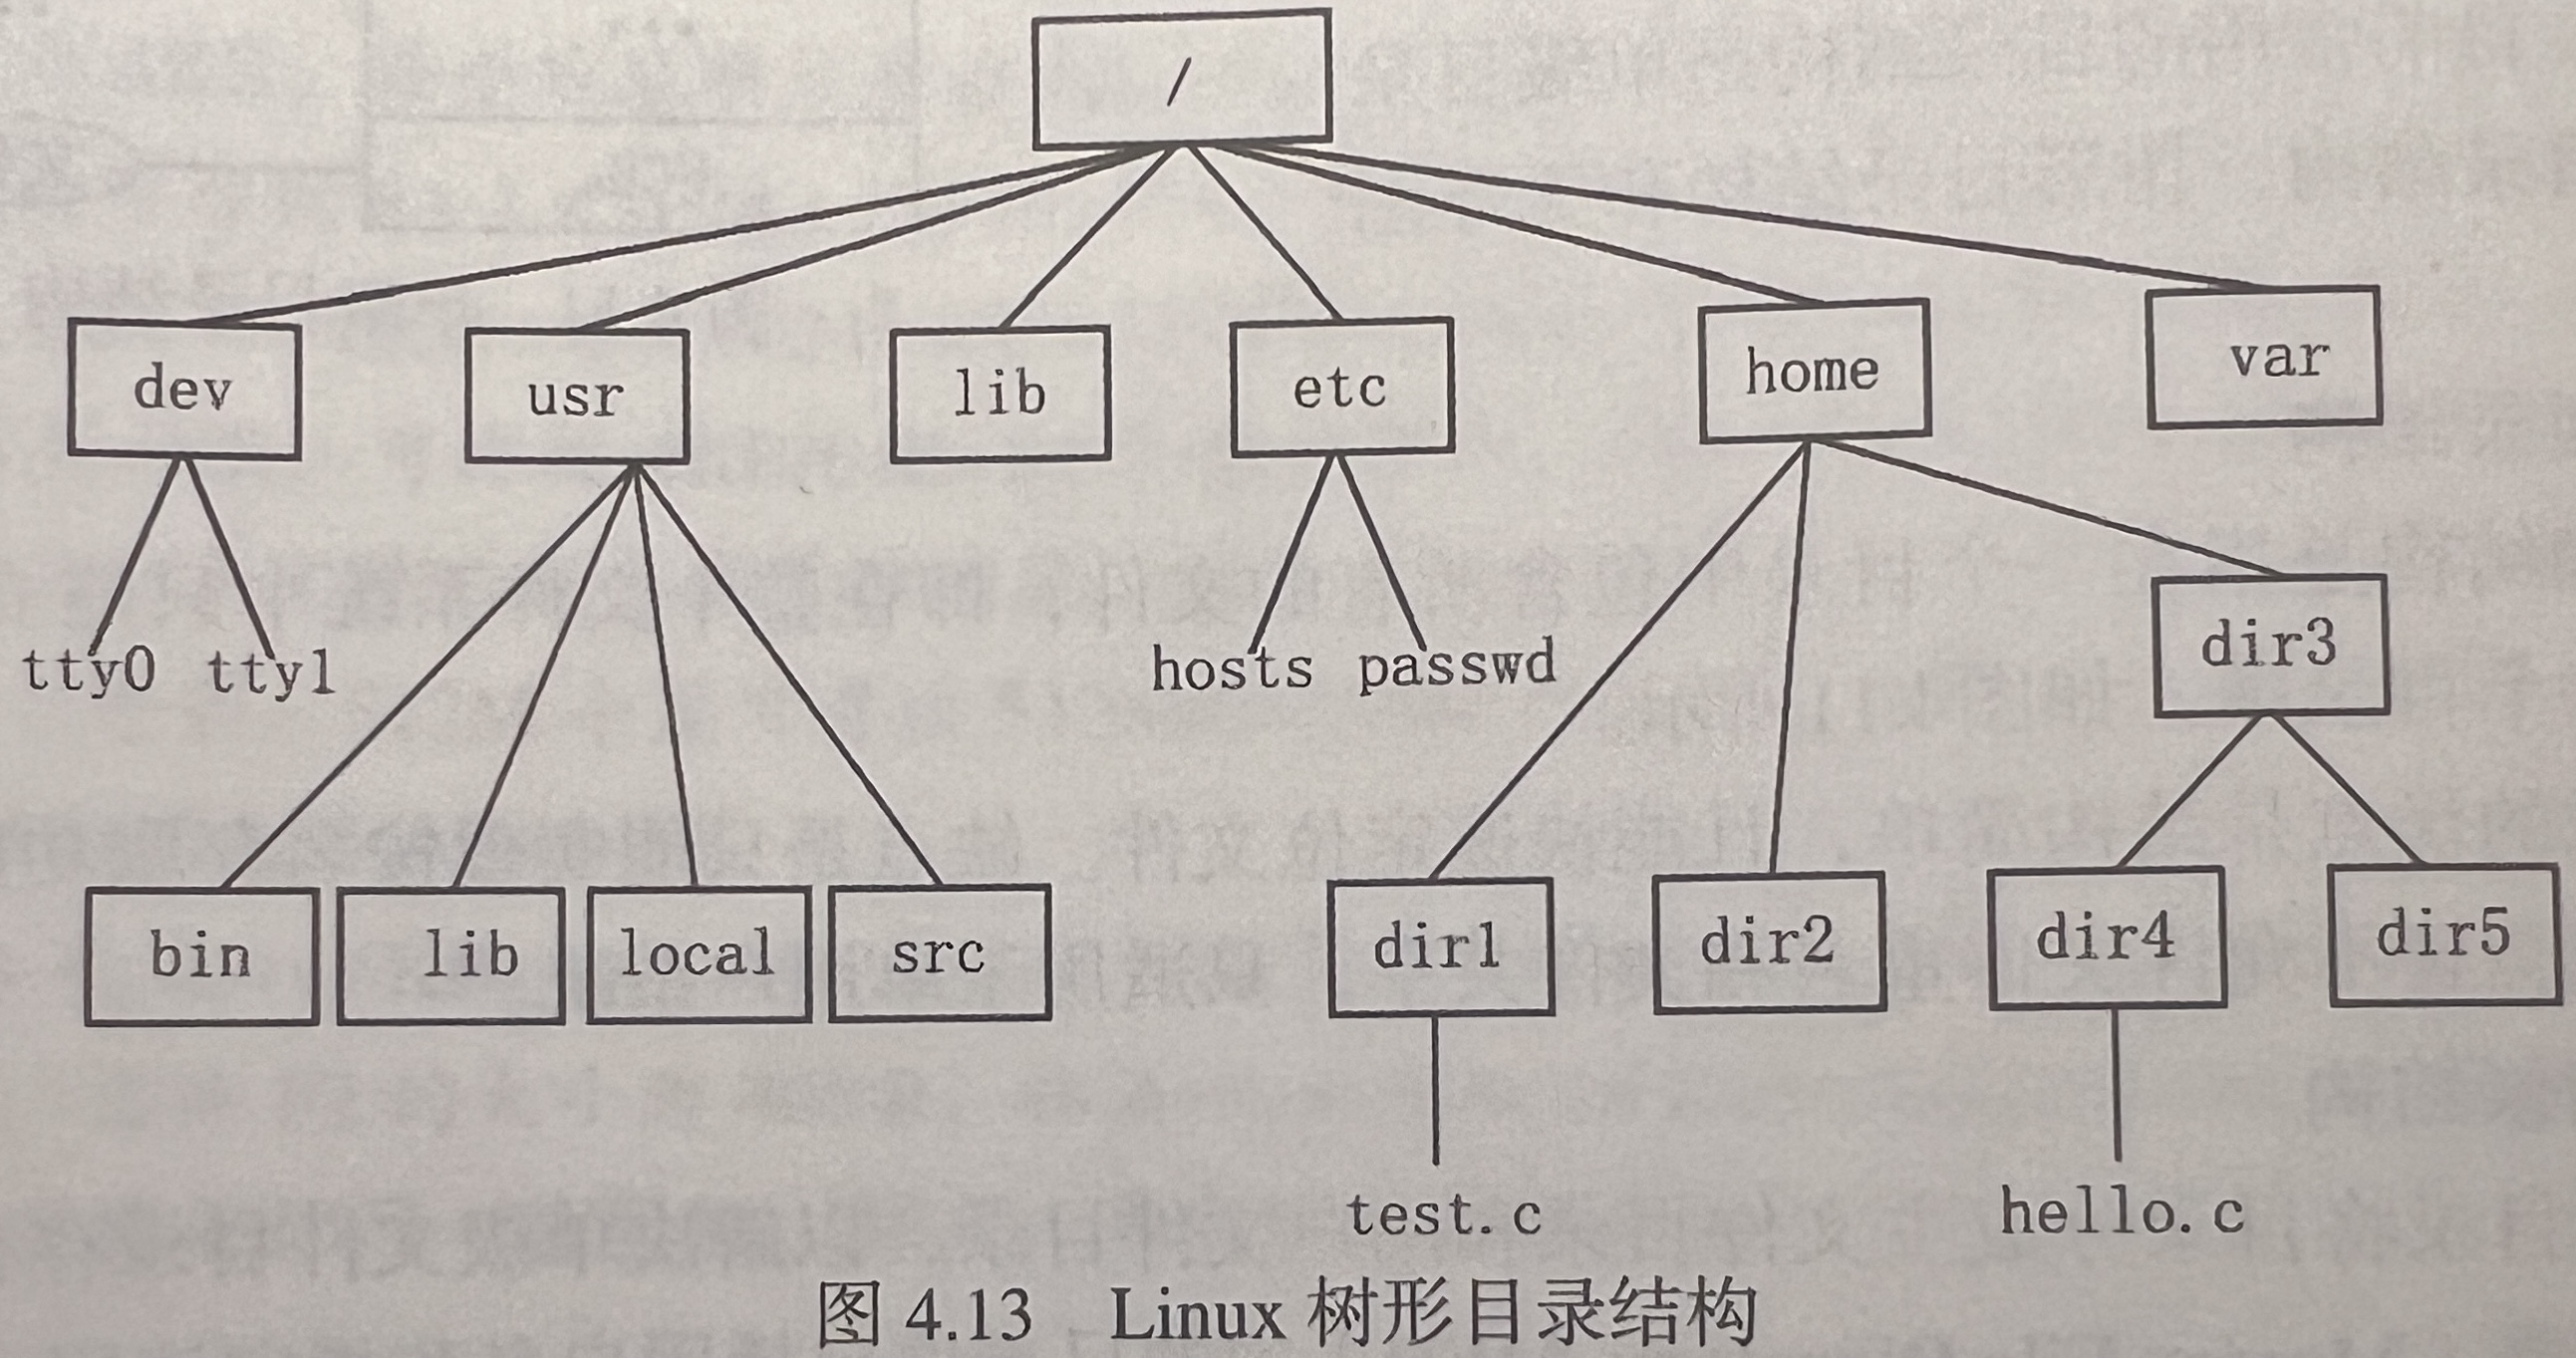 /
dev usr lib etc home var
tty0 tty1 hosts passwd dir3
bin lib local src dir1 dir2 dir4 dir5
test.c hello.c
图 4.13 Linux 树形目录结构